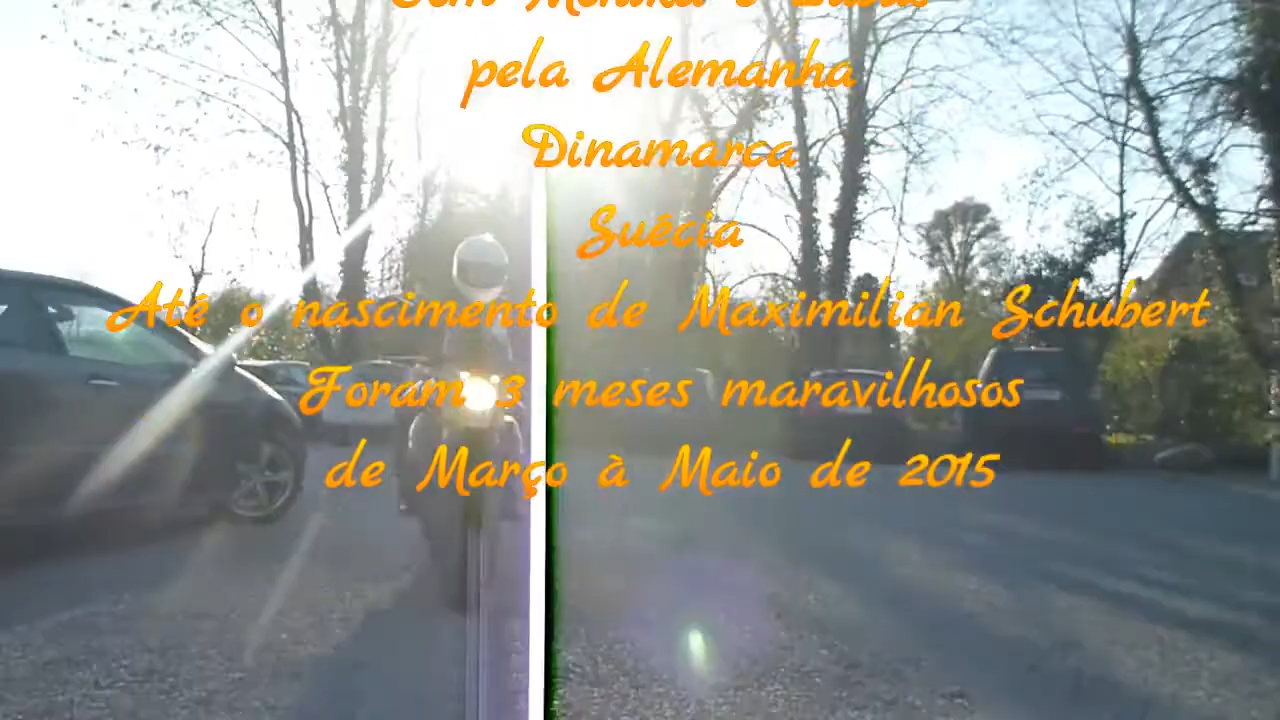 pela Alemanha
Dinamarca
Suécia
Até o nascimento de Maximilian Schubert
Foram 3 meses maravilhosos
de Março à Maio de 2015